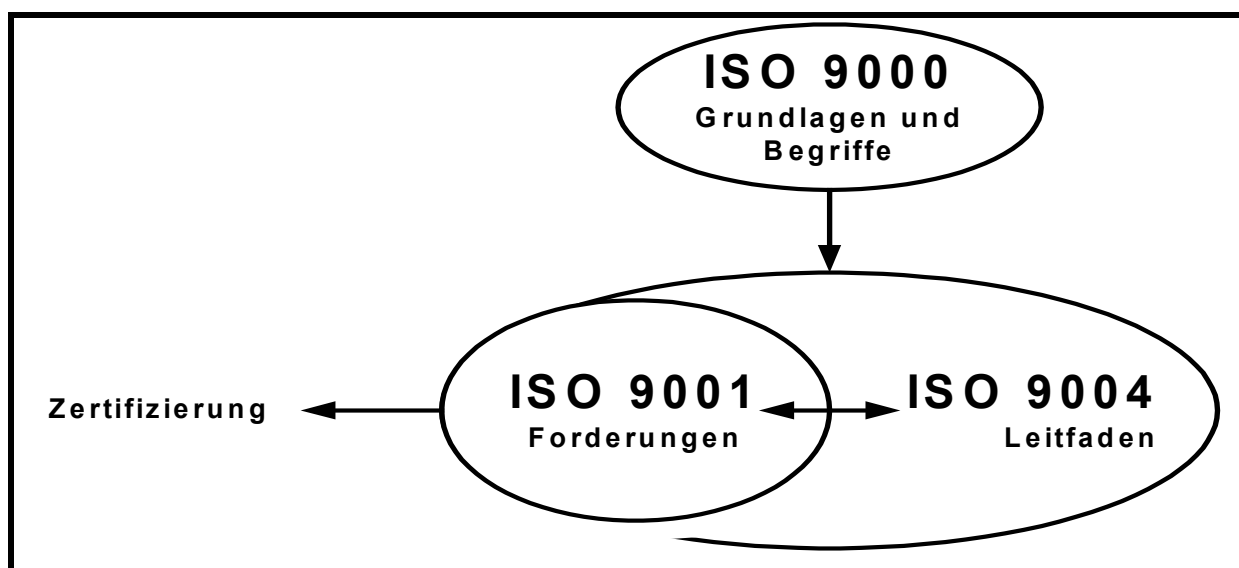 ISO 9000
Grundlagen und
Begriffe
Zertifizierung
ISO 9001
Forderungen
ISO 9004
Leitfaden